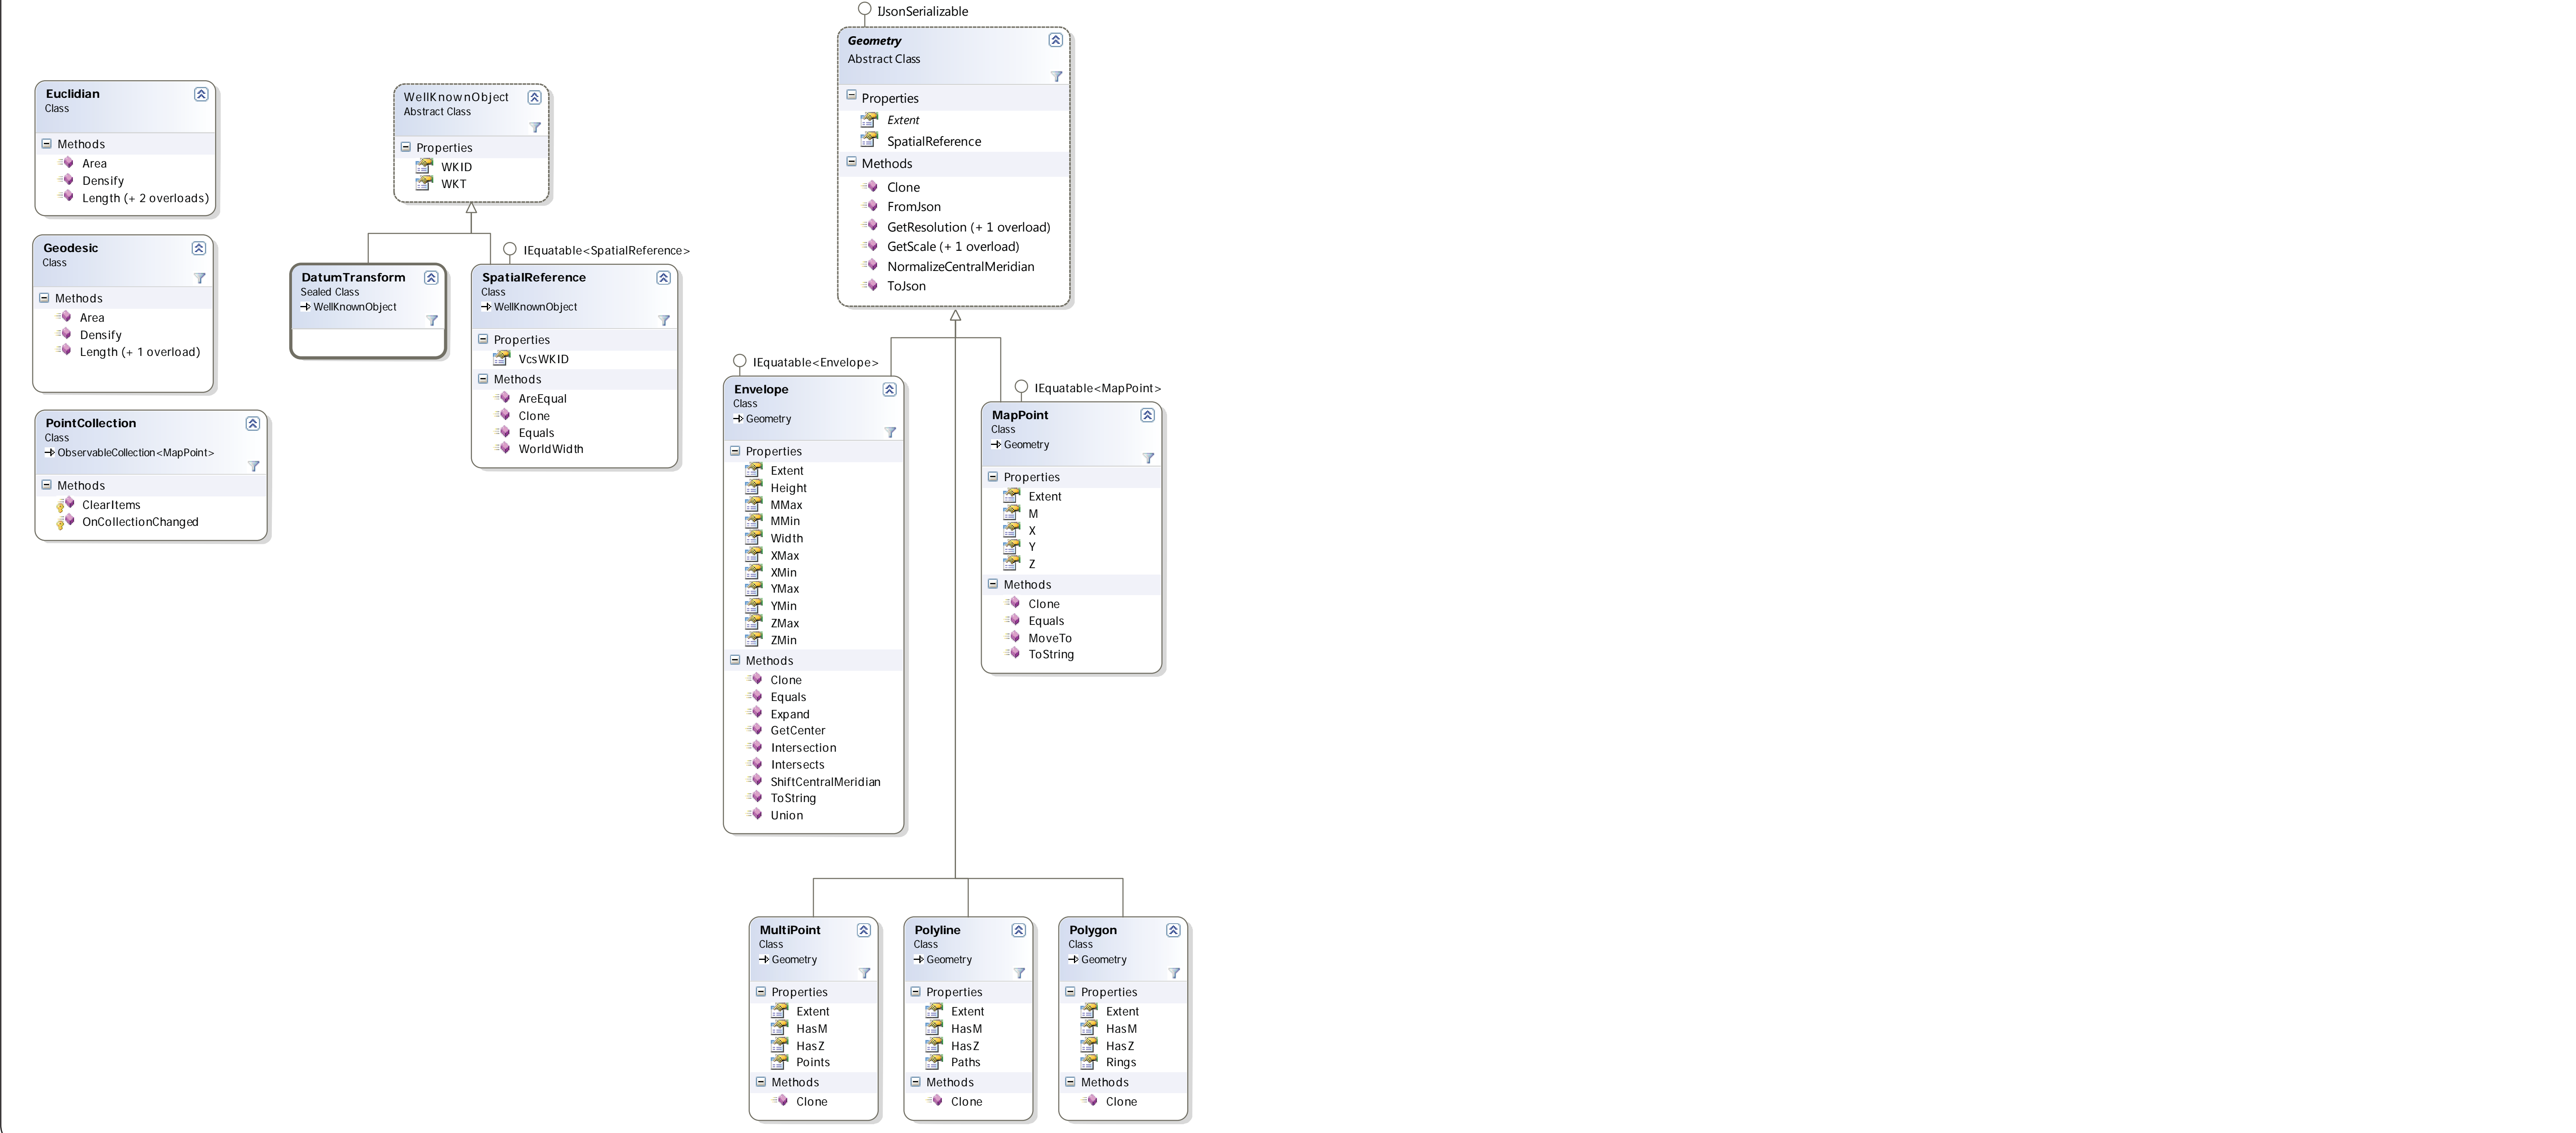 IJsonSerializable
Geometry
Abstract Class
Properties
Extent
SpatialReference
Methods
Clone
FromJson
GetResolution (+ 1 overload)
GetScale (+ 1 overload)
NormalizeCentralMeridian
ToJson
Euclidian
Class
Methods
Area
Densify
Length (+ 2 overloads)
Geodesic
Class
Methods
Area
Densify
Length (+ 1 overload)
PointCollection
Class
ObservableCollection<MapPoint>
Methods
ClearItems
OnCollectionChanged
WellKnownObject
Abstract Class
Properties
WKID
WKT
DatumTransform
Sealed Class
WellKnownObject
IEquatable<SpatialReference>
SpatialReference
Class
WellKnownObject
Properties
VcsWKID
Methods
AreEqual
Clone
Equals
WorldWidth
IEquatable<Envelope>
Envelope
Class
Geometry
Properties
Extent
Height
MMax
MMin
Width
XMax
XMin
YMax
YMin
ZMax
ZMin
Methods
Clone
Equals
Expand
GetCenter
Intersection
Intersects
ShiftCentralMeridian
ToString
Union
IEquatable<MapPoint>
MapPoint
Class
Geometry
Properties
Extent
M
X
Y
Z
Methods
Clone
Equals
MoveTo
ToString
MultiPoint
Class
Geometry
Properties
Extent
HasM
HasZ
Points
Methods
Clone
Polyline
Class
Geometry
Properties
Extent
HasM
HasZ
Paths
Methods
Clone
Polygon
Class
Geometry
Properties
Extent
HasM
HasZ
Rings
Methods
Clone